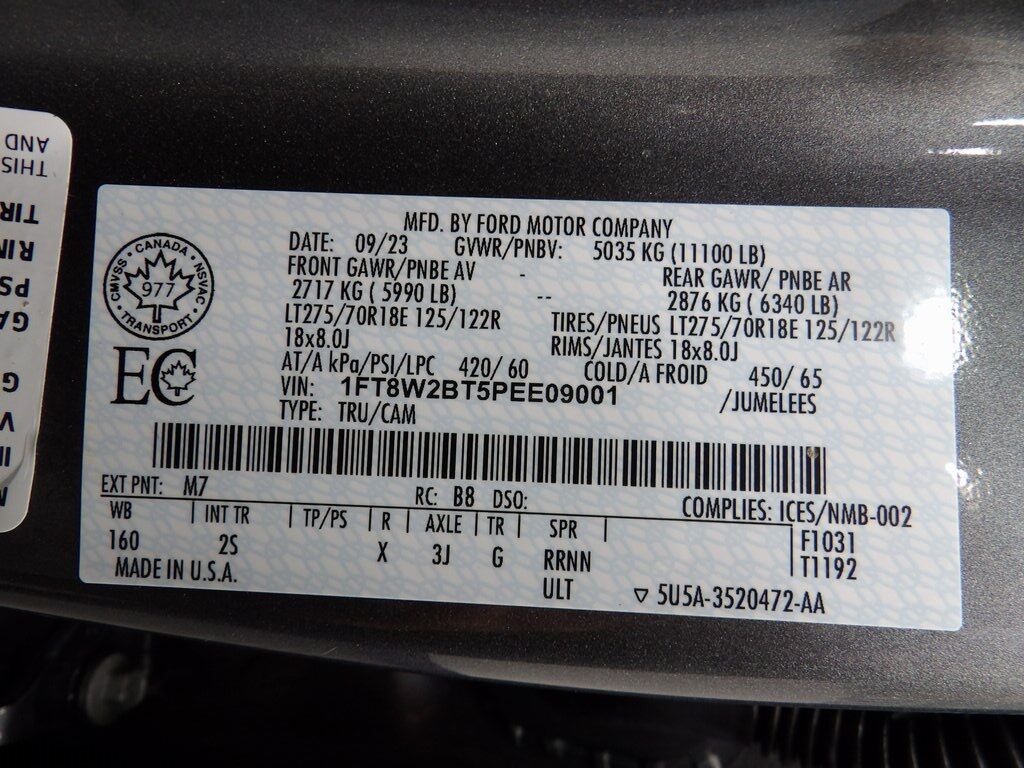 THIS
AND
TIR
RIN
PS
GA
G
V
MFD. BY FORD MOTOR COMPANY
DATE: 09/23 GVWR/PNBV: 5035 KG (11100 LB)
FRONT GAWR/PNBE AV - REAR GAWR/ PNBE AR
2717 KG ( 5990 LB) -- 2876 KG ( 6340 LB)
LT275/70R18E 125/122R TIRES/PNEUS LT275/70R18E 125/122R
18x8.0J RIMS/JANTES 18x8.0J
AT/A kPa/PSI/LPC 420/ 60 COLD/A FROID 450/ 65
VIN: 1FT8W2BT5PEE09001 /JUMELEES
TYPE: TRU/CAM
CANADA
CMVSS NSVAC
977
TRANSPORT
EC
EXT PNT: M7 RC: B8 DSO: COMPLIES: ICES/NMB-002
WB | INT TR | TP/PS | R | AXLE | TR | SPR | F1031
160 2S X 3J G RRNN T1192
MADE IN U.S.A. ULT ▽ 5U5A-3520472-AA